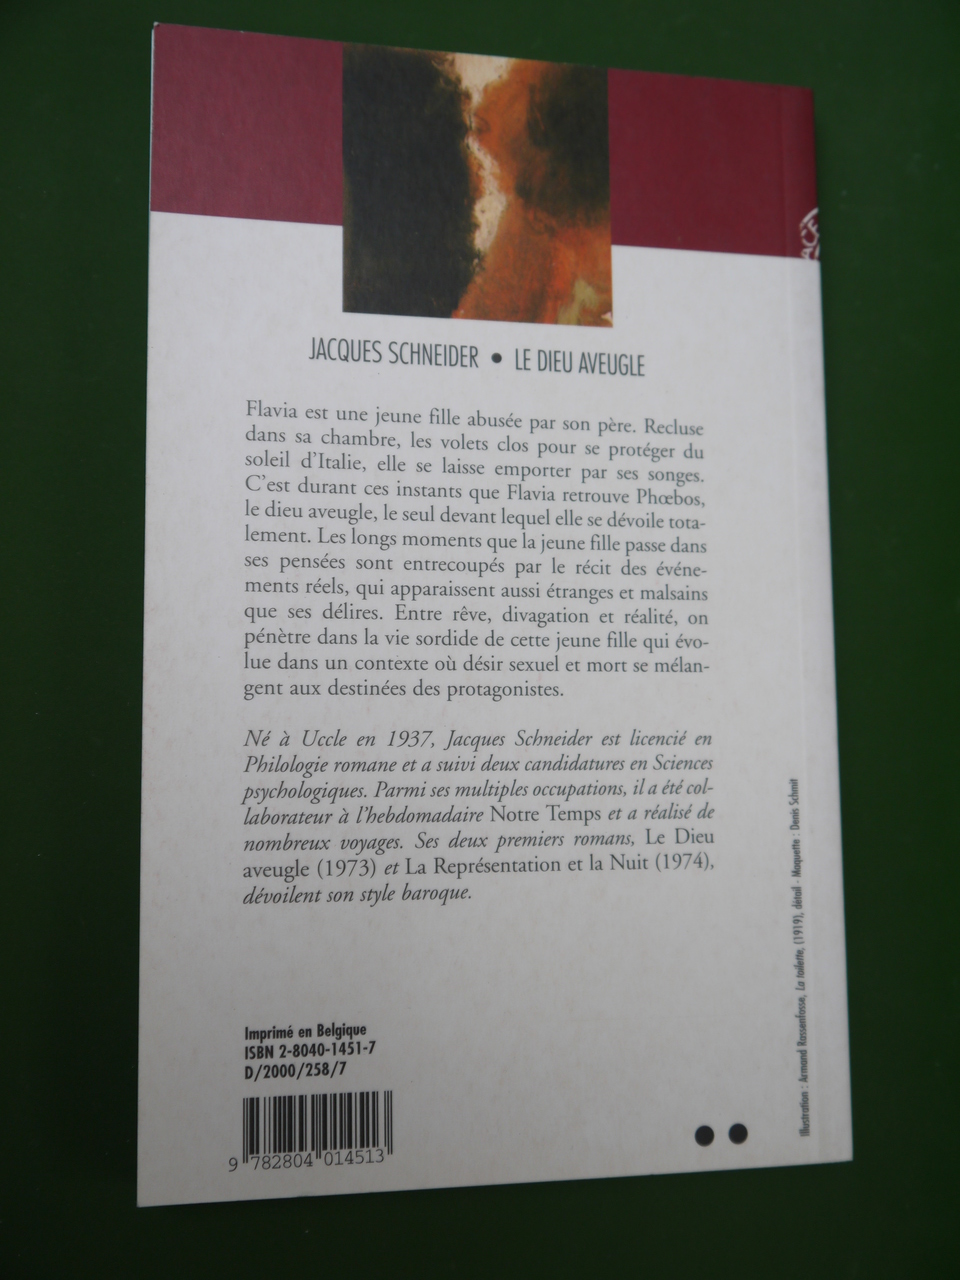 JACQUES SCHNEIDER • LE DIEU AVEUGLE
Flavia est une jeune fille abusée par son père. Recluse
dans sa chambre, les volets clos pour se protéger du
soleil d'Italie, elle se laisse emporter par ses songes.
C'est durant ces instants que Flavia retrouve Phœbos,
le dieu aveugle, le seul devant lequel elle se dévoile tota-
lement. Les longs moments que la jeune fille passe dans
ses pensées sont entrecoupés par le récit des événe-
ments réels, qui apparaissent aussi étranges et malsains
que ses délires. Entre rêve, divagation et réalité, on
pénètre dans la vie sordide de cette jeune fille qui évo-
lue dans un contexte où désir sexuel et mort se mélan-
gent aux destinées des protagonistes.
Né à Uccle en 1937, Jacques Schneider est licencié en
Philologie romane et a suivi deux candidatures en Sciences
psychologiques. Parmi ses multiples occupations, il a été col-
laborateur à l'hebdomadaire Notre Temps et a réalisé de
nombreux voyages. Ses deux premiers romans, Le Dieu
aveugle (1973) et La Représentation et la Nuit (1974),
dévoilent son style baroque.
Imprimé en Belgique
ISBN 2-8040-1451-7
D/2000/258/7
9 782804 014513
Illustration : Armand Rassenfosse, La toilette, (1919), détail - Maquette : Denis Schmit
ACE